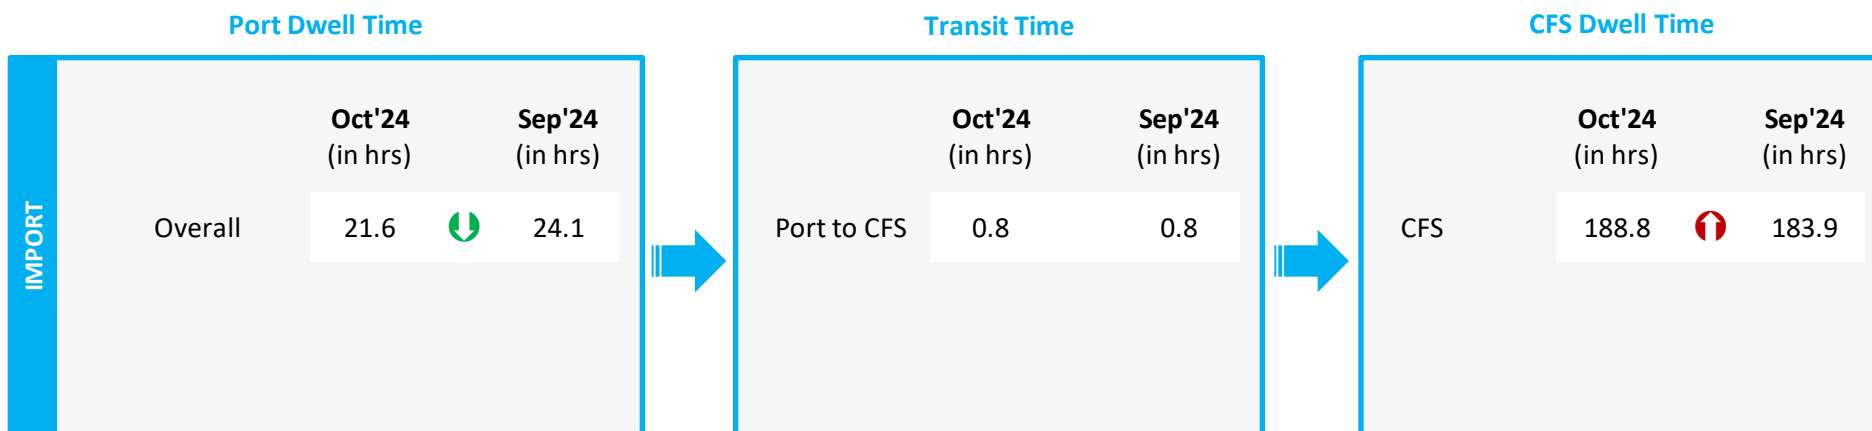 Port Dwell Time
Transit Time
CFS Dwell Time
IMPORT
Oct'24 Sep'24
(in hrs) (in hrs)
Overall 21.6 24.1
Oct'24 Sep'24
(in hrs) (in hrs)
Port to CFS 0.8 0.8
Oct'24 Sep'24
(in hrs) (in hrs)
CFS 188.8 183.9